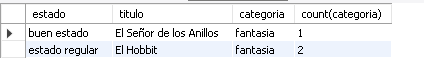 estado titulo categoria count(categoria)
buen estado El Señor de los Anillos fantasia 1
estado regular El Hobbit fantasia 2